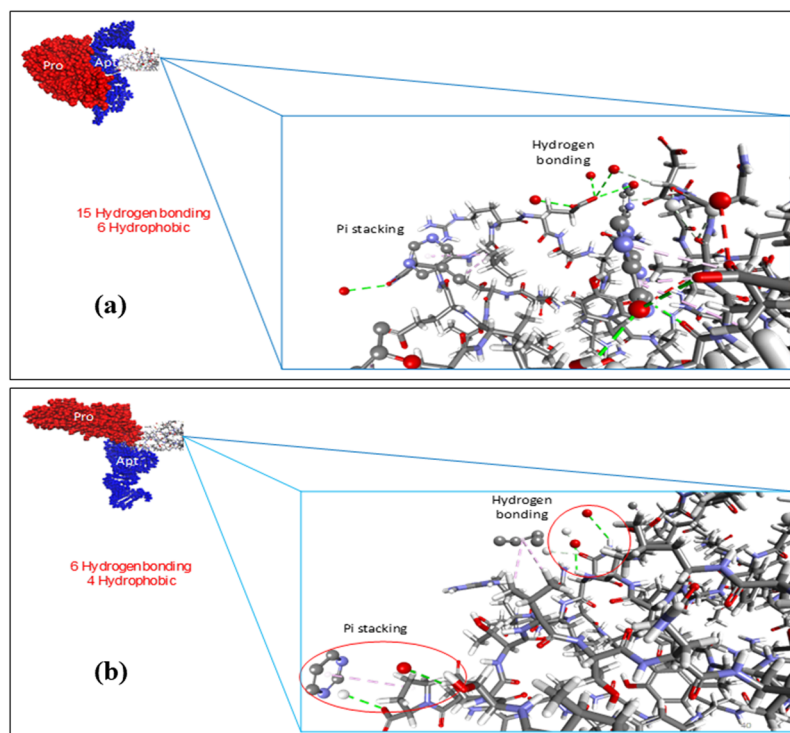 Pro
Apt
Hydrogen
bonding
Pi stacking
15 Hydrogen bonding
6 Hydrophobic
(a)
Pro
Apt
Hydrogen
bonding
6 Hydrogen bonding
4 Hydrophobic
Pi stacking
(b)
40